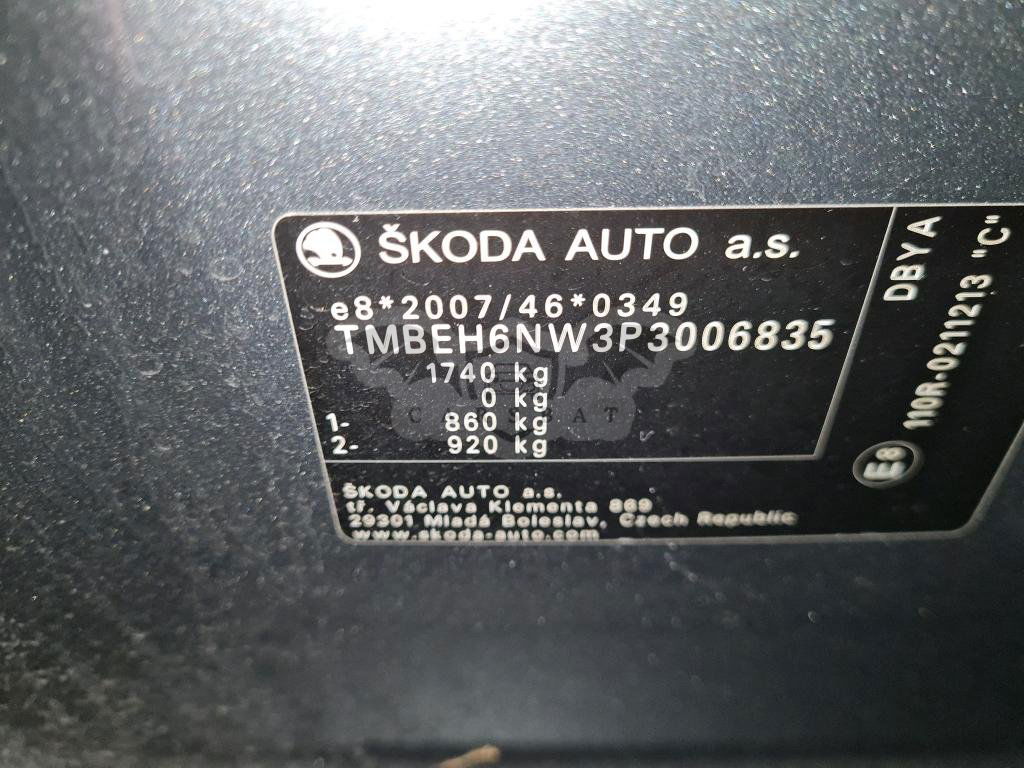 ŠKODA AUTO a.s.
e8*2007/46*0349
TMBEH6NW3P3006835
1740 kg
0 kg
1- 860 kg
2- 920 kg
ŠKODA AUTO a.s.
tř. Václava Klementa 869
29301 Mladá Boleslav, Czech Republic
www.skoda-auto.com
DBYA
E8 110R-0211213 "C"
CARSBAT